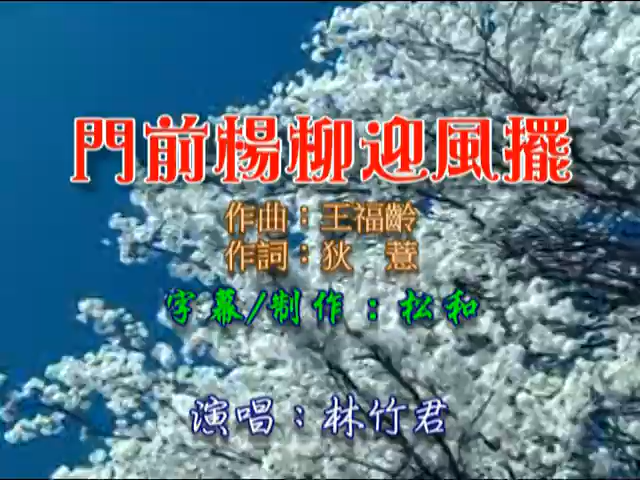 門前楊柳迎風擺
作曲：王福齡
作詞：狄 薏
字幕/制作：松和
演唱：林竹君